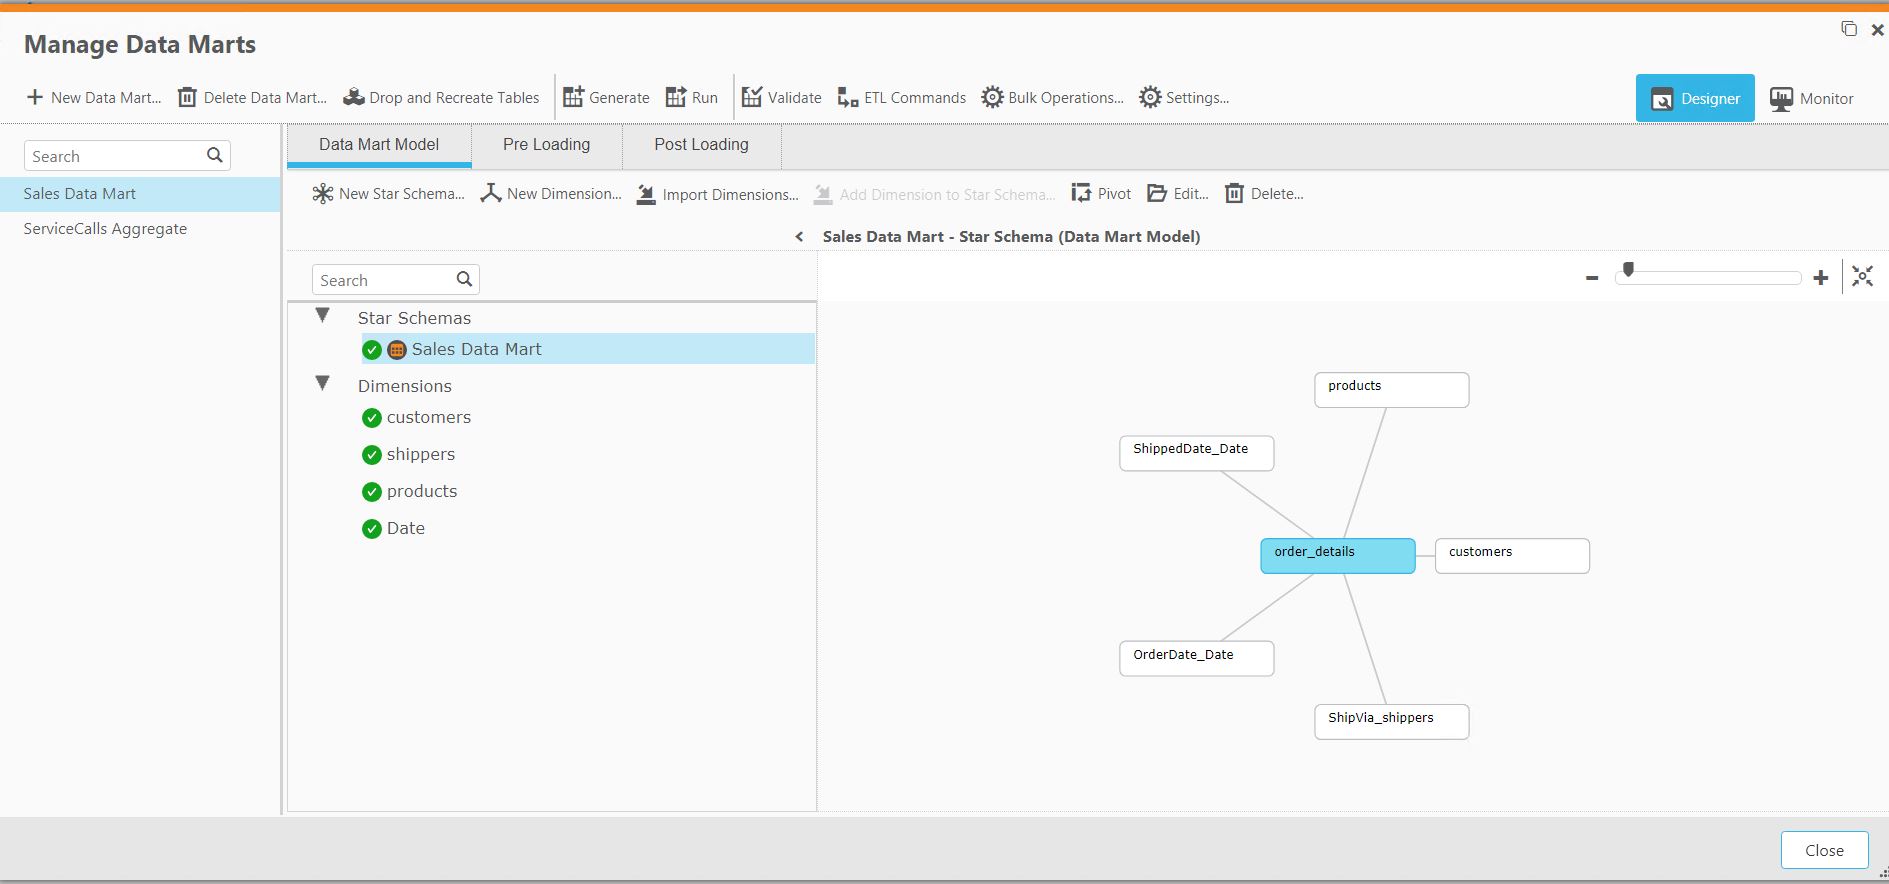 Manage Data Marts
New Data Mart... Delete Data Mart... Drop and Recreate Tables Generate Run Validate ETL Commands Bulk Operations... Settings... Designer Monitor
Search
Sales Data Mart
ServiceCalls Aggregate
Data Mart Model Pre Loading Post Loading
New Star Schema... New Dimension... Import Dimensions... Add Dimension to Star Schema... Pivot Edit... Delete...
Sales Data Mart - Star Schema (Data Mart Model)
Search
Star Schemas
Sales Data Mart
Dimensions
customers
shippers
products
Date
products
ShippedDate_Date
order_details
customers
OrderDate_Date
ShipVia_shippers
Close